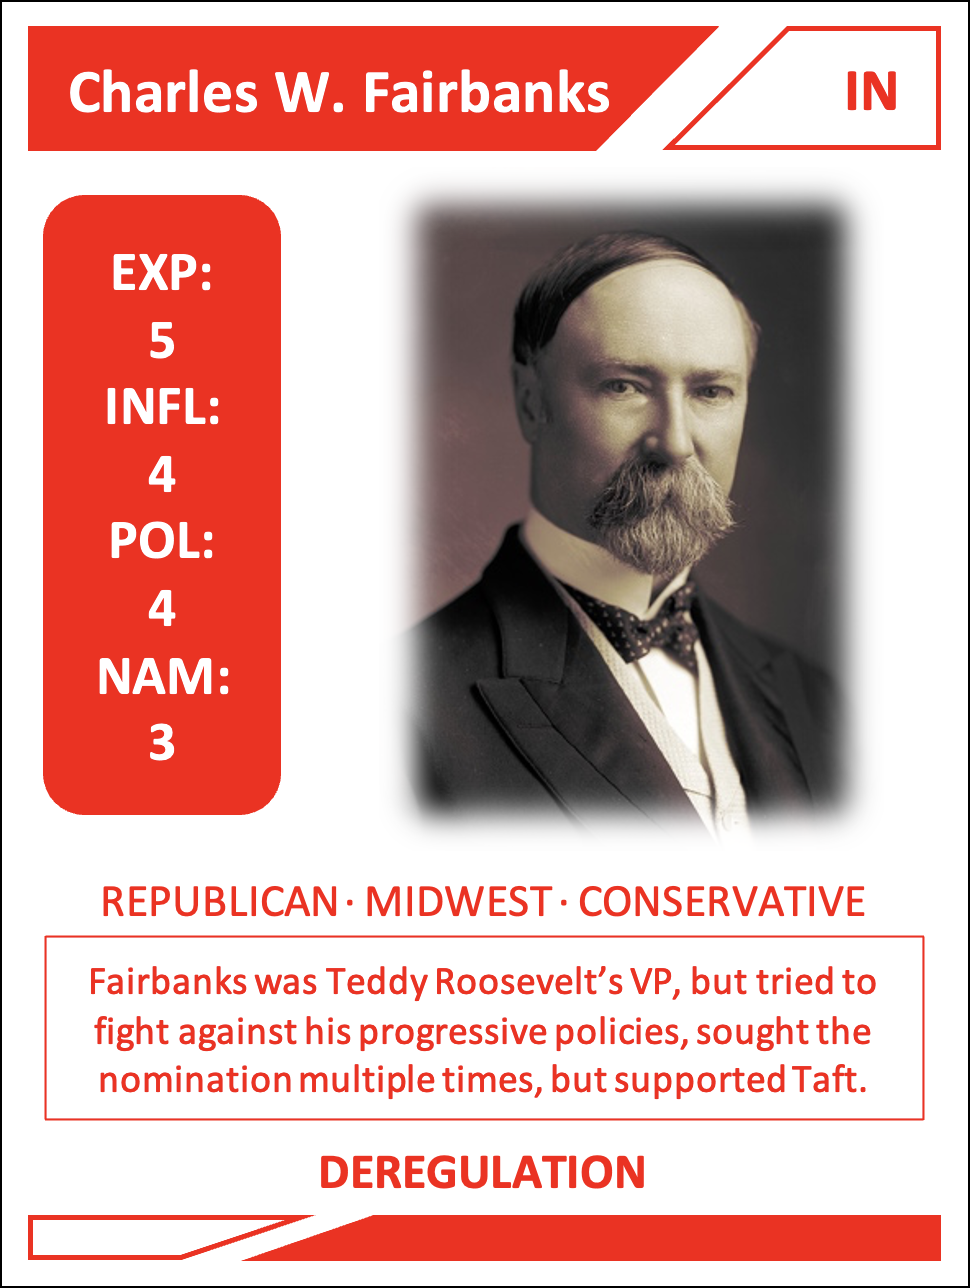 Charles W. Fairbanks
IN
EXP:
5
INFL:
4
POL:
4
NAM:
3
REPUBLICAN · MIDWEST · CONSERVATIVE
Fairbanks was Teddy Roosevelt’s VP, but tried to
fight against his progressive policies, sought the
nomination multiple times, but supported Taft.
DEREGULATION